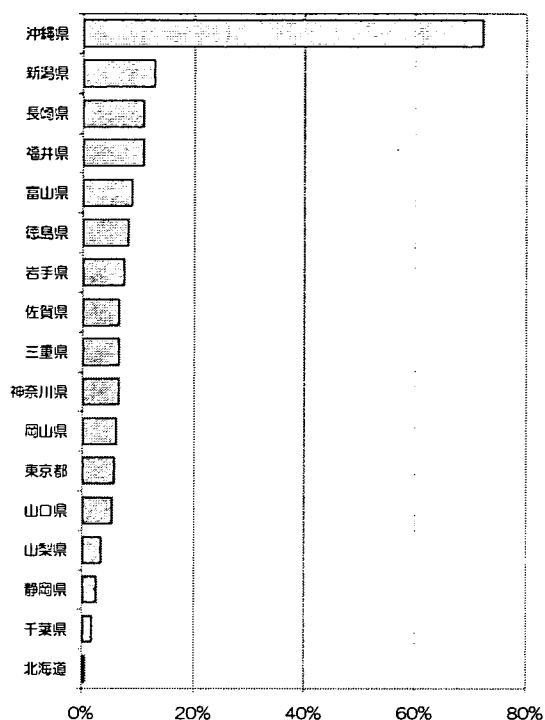 沖縄県
新潟県
長崎県
福井県
富山県
徳島県
岩手県
佐賀県
三重県
神奈川県
岡山県
東京都
山口県
山梨県
静岡県
千葉県
北海道
0% 20% 40% 60% 80%